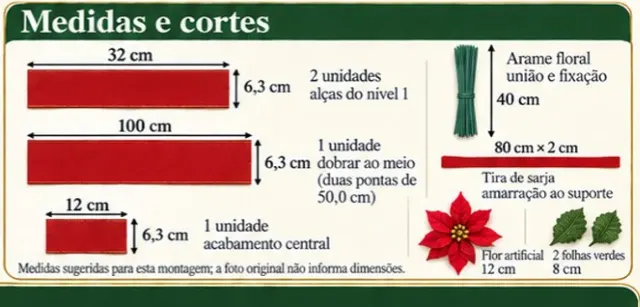 Medidas e cortes
32 cm
6,3 cm
2 unidades
alças do nível 1
100 cm
6,3 cm
1 unidade
dobrar ao meio
(duas pontas de
50,0 cm)
12 cm
6,3 cm
1 unidade
acabamento central
Arame floral
união e fixação
40 cm
80 cm × 2 cm
Tira de sarja
amarração ao suporte
Flor artificial
12 cm
2 folhas verdes
8 cm
Medidas sugeridas para esta montagem; a foto original não informa dimensões.